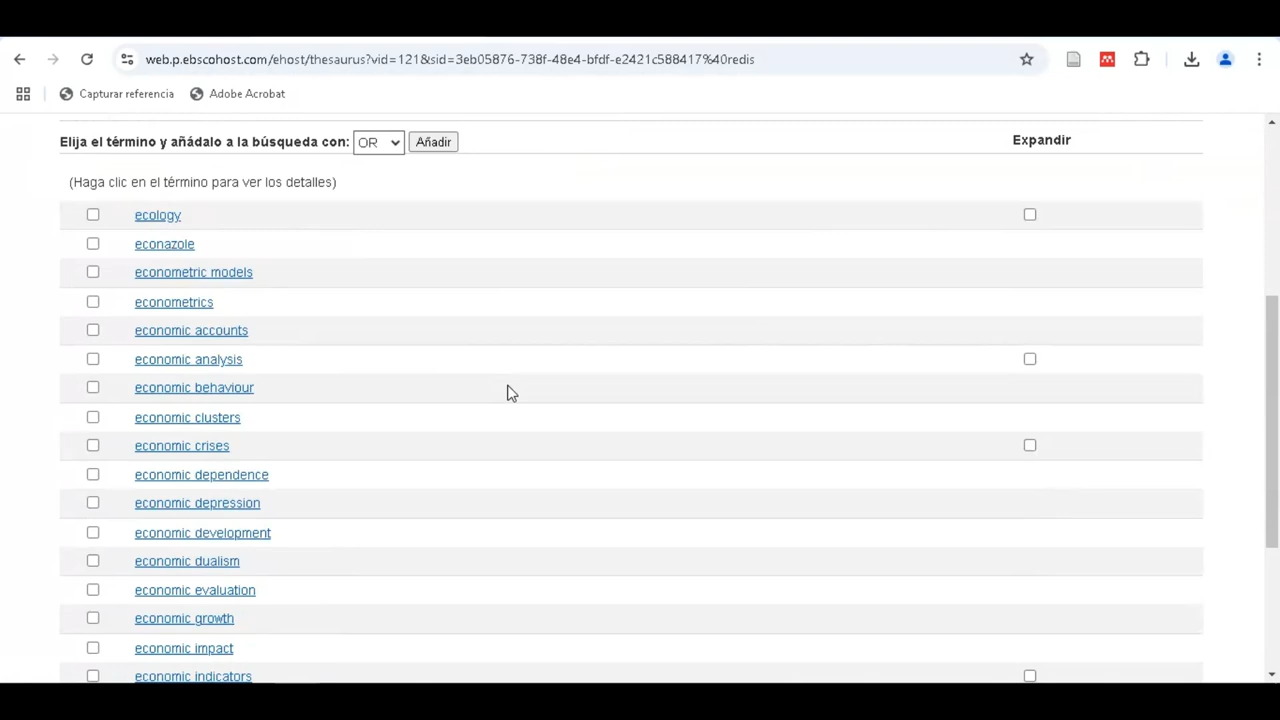 web.p.ebscohost.com/ehost/thesaurus?vid=121&sid=3eb05876-738f-48e4-bfdf-e2421c588417%40redis
Capturar referencia Adobe Acrobat
Elija el término y añádalo a la búsqueda con: OR Añadir Expandir
(Haga clic en el término para ver los detalles)
ecology
econazole
econometric models
econometrics
economic accounts
economic analysis
economic behaviour
economic clusters
economic crises
economic dependence
economic depression
economic development
economic dualism
economic evaluation
economic growth
economic impact
economic indicators